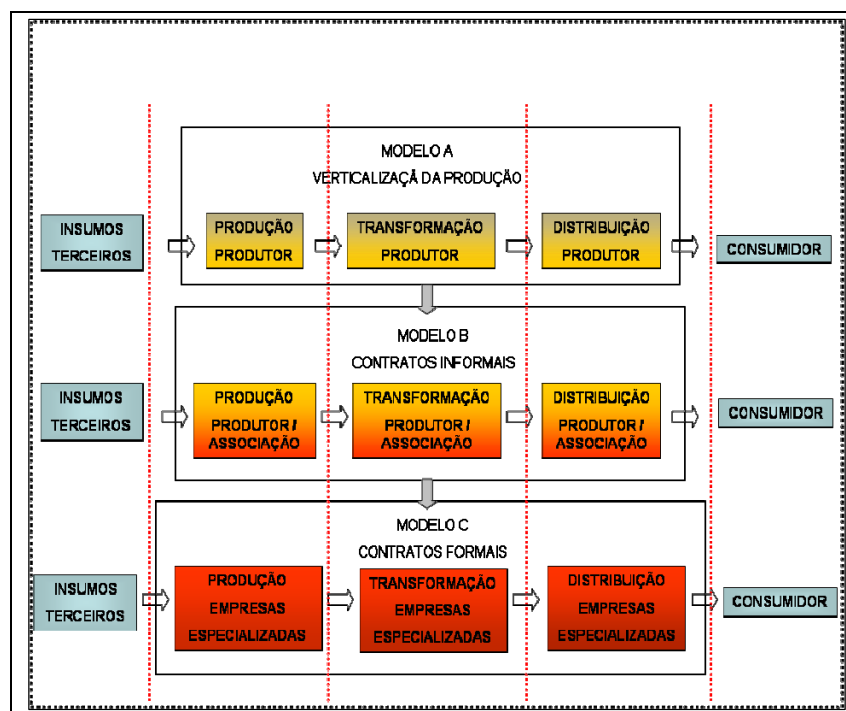 MODELO A
VERTICALIZAÇÃ DA PRODUÇÃO
INSUMOS
TERCEIROS
PRODUÇÃO
PRODUTOR
TRANSFORMAÇÃO
PRODUTOR
DISTRIBUIÇÃO
PRODUTOR
CONSUMIDOR
MODELO B
CONTRATOS INFORMAIS
INSUMOS
TERCEIROS
PRODUÇÃO
PRODUTOR /
ASSOCIAÇÃO
TRANSFORMAÇÃO
PRODUTOR /
ASSOCIAÇÃO
DISTRIBUIÇÃO
PRODUTOR /
ASSOCIAÇÃO
CONSUMIDOR
MODELO C
CONTRATOS FORMAIS
INSUMOS
TERCEIROS
PRODUÇÃO
EMPRESAS
ESPECIALIZADAS
TRANSFORMAÇÃO
EMPRESAS
ESPECIALIZADAS
DISTRIBUIÇÃO
EMPRESAS
ESPECIALIZADAS
CONSUMIDOR